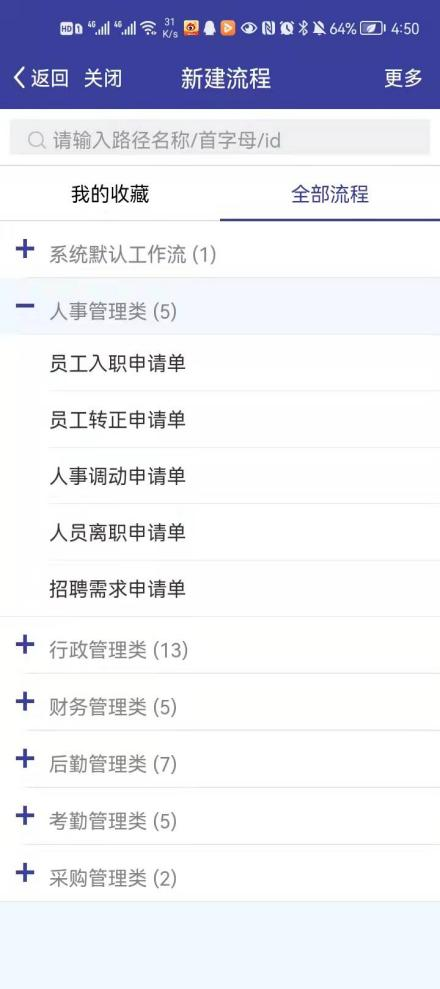 HD 1 4G 4G 31 K/s 64% 4:50
返回 关闭 新建流程 更多
请输入路径名称/首字母/id
我的收藏 全部流程
系统默认工作流 (1)
人事管理类 (5)
员工入职申请单
员工转正申请单
人事调动申请单
人员离职申请单
招聘需求申请单
行政管理类 (13)
财务管理类 (5)
后勤管理类 (7)
考勤管理类 (5)
采购管理类 (2)